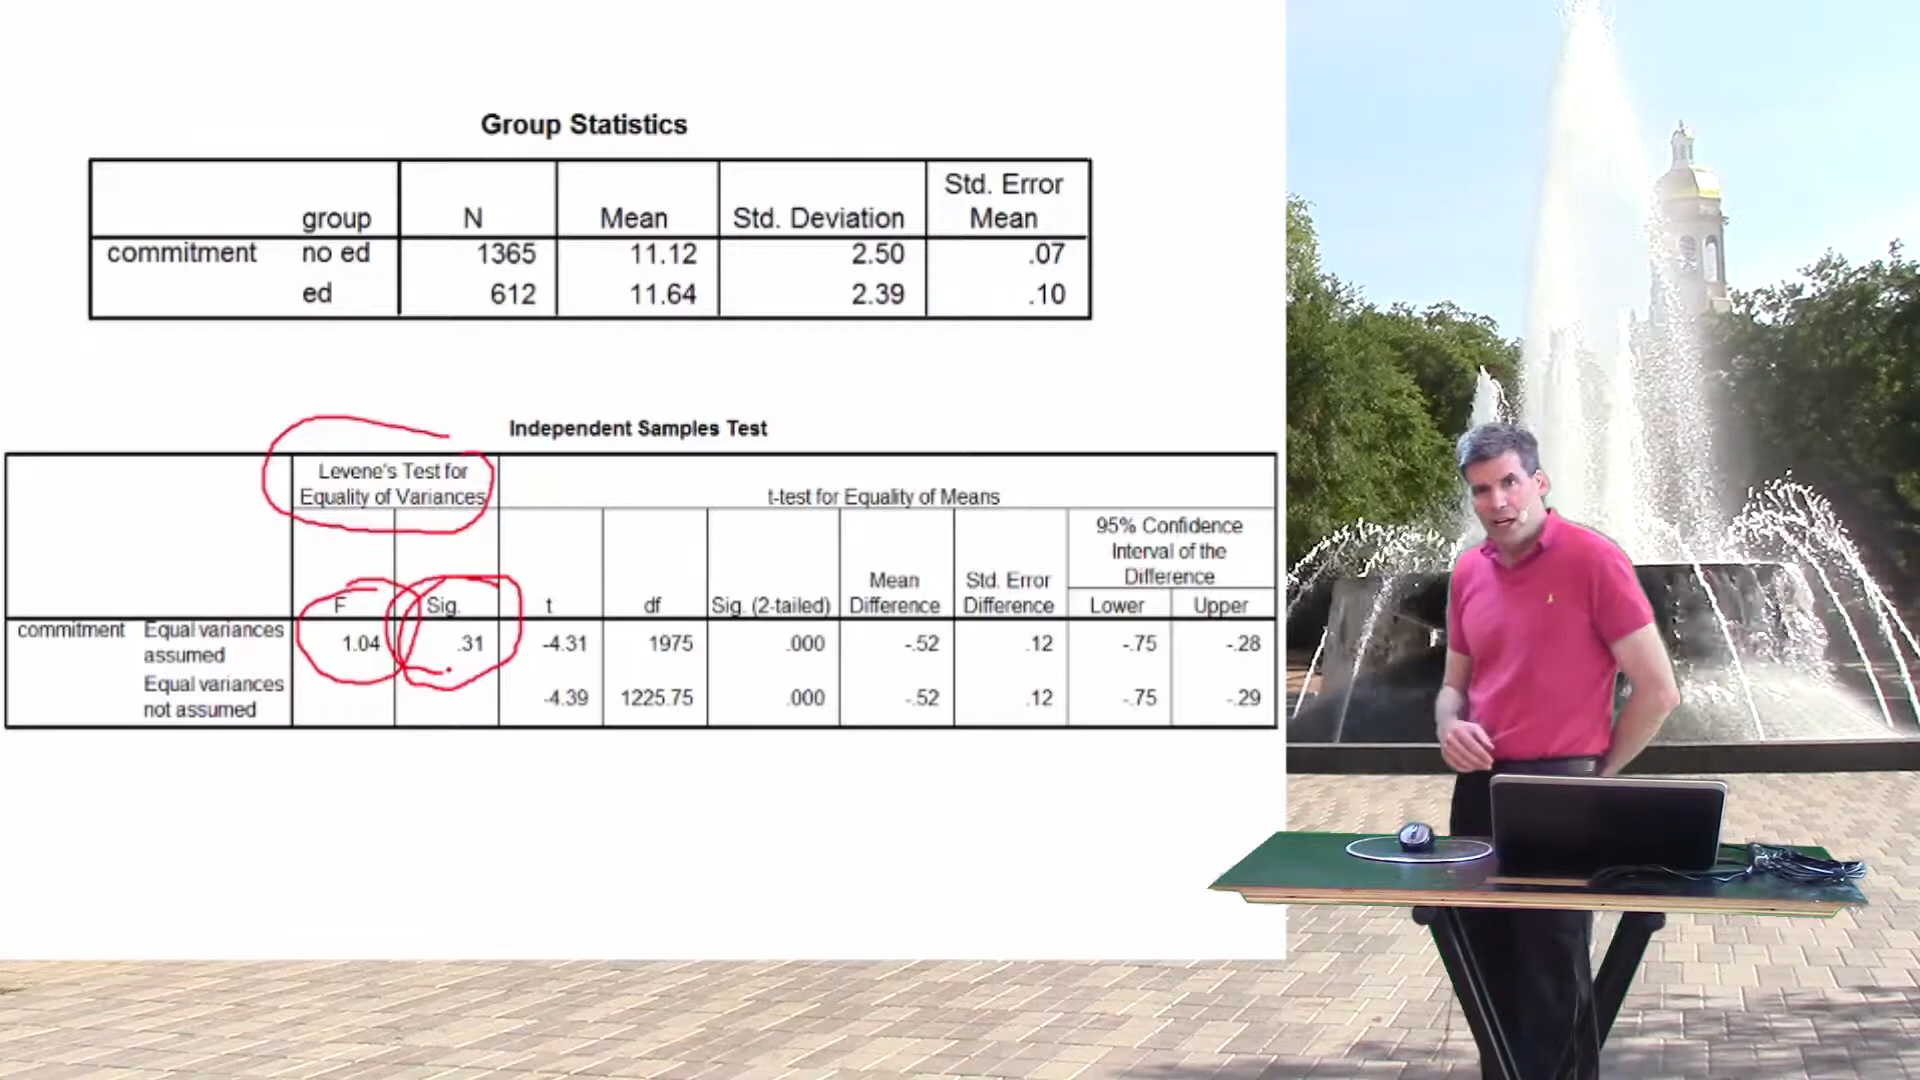 Group Statistics
group N Mean Std. Deviation Std. Error Mean
commitment no ed 1365 11.12 2.50 .07
ed 612 11.64 2.39 .10
Independent Samples Test
Levene's Test for Equality of Variances t-test for Equality of Means
95% Confidence Interval of the Difference
F Sig. t df Sig. (2-tailed) Mean Difference Std. Error Difference Lower Upper
commitment Equal variances assumed 1.04 .31 -4.31 1975 .000 -.52 .12 -.75 -.28
Equal variances not assumed -4.39 1225.75 .000 -.52 .12 -.75 -.29